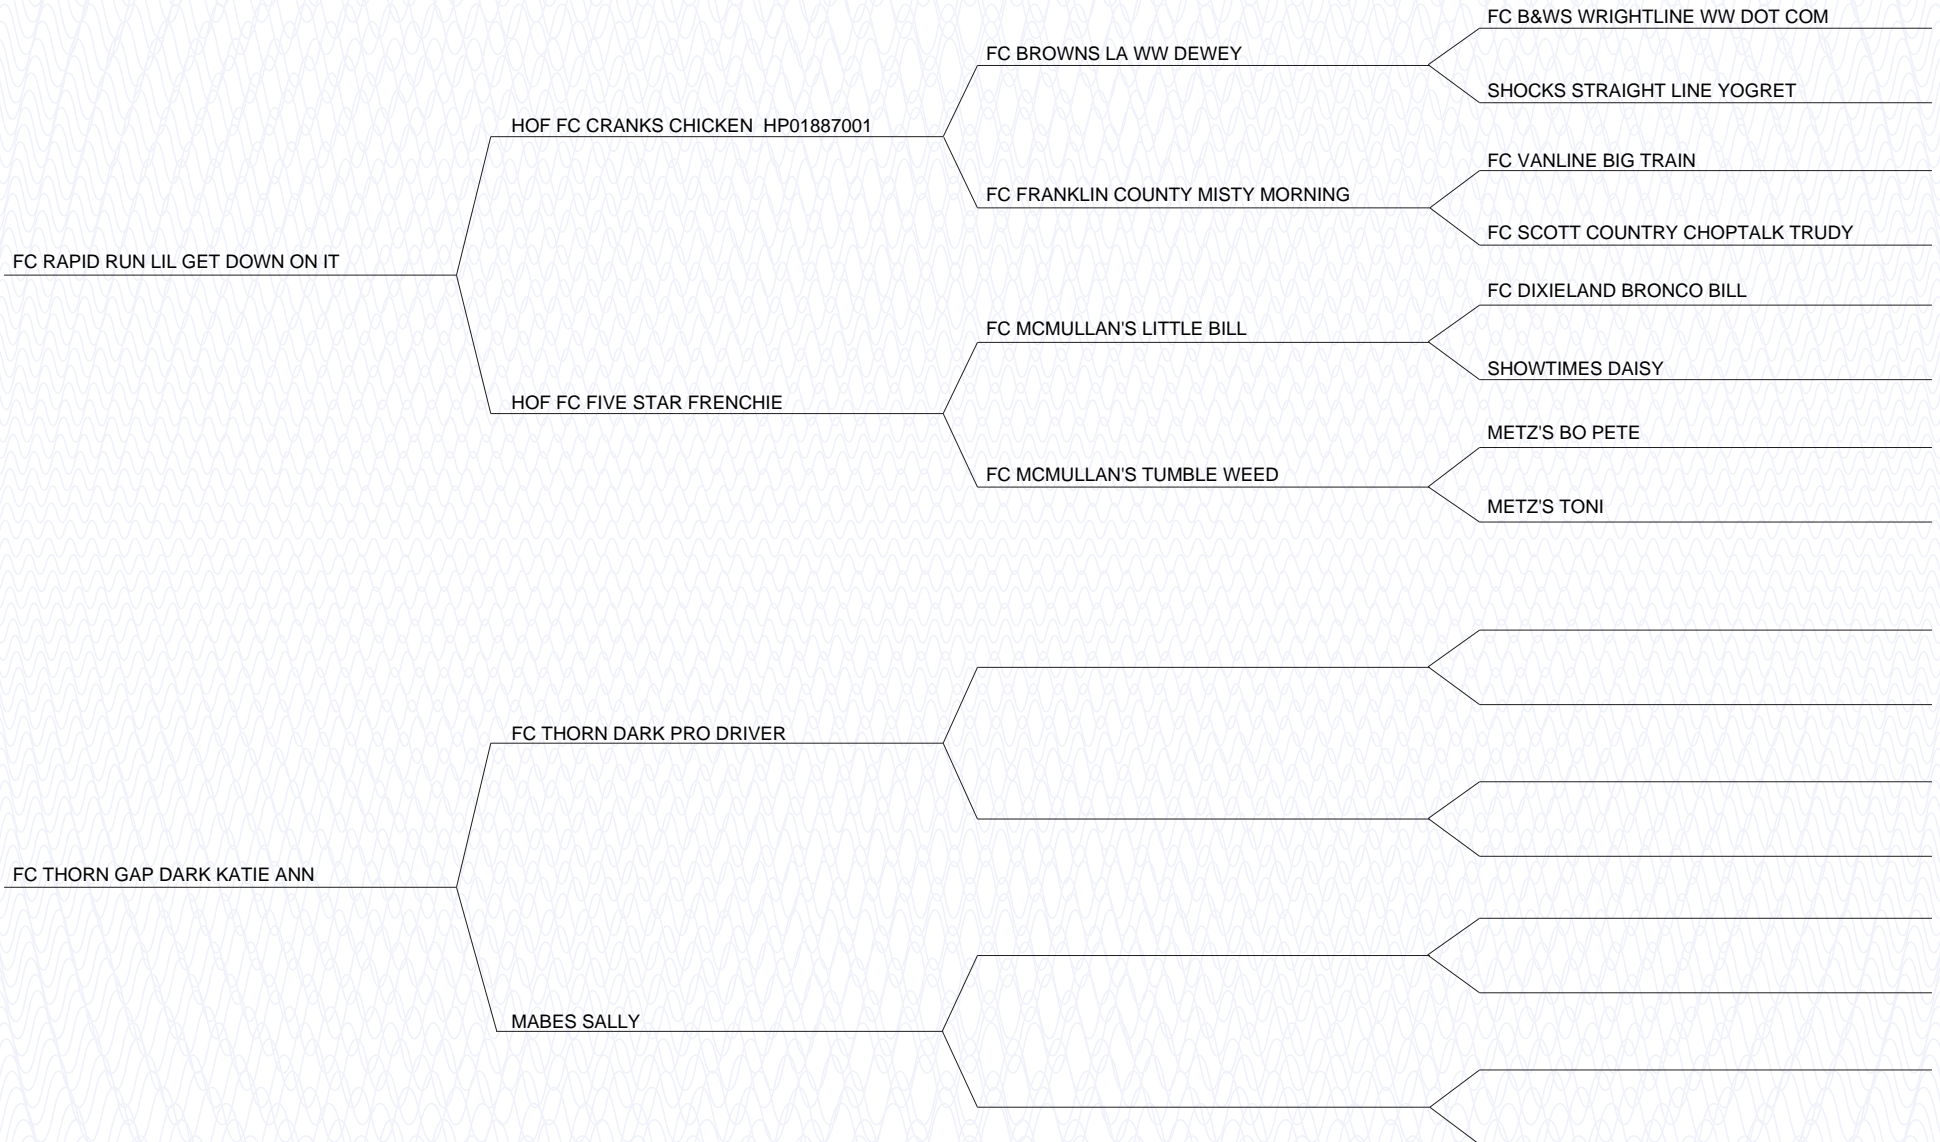 FC B&WS WRIGHTLINE WW DOT COM
FC BROWNS LA WW DEWEY
SHOCKS STRAIGHT LINE YOGRET
HOF FC CRANKS CHICKEN  HP01887001
FC VANLINE BIG TRAIN
FC FRANKLIN COUNTY MISTY MORNING
FC SCOTT COUNTRY CHOPTALK TRUDY
FC RAPID RUN LIL GET DOWN ON IT
FC DIXIELAND BRONCO BILL
FC MCMULLAN'S LITTLE BILL
SHOWTIMES DAISY
HOF FC FIVE STAR FRENCHIE
METZ'S BO PETE
FC MCMULLAN'S TUMBLE WEED
METZ'S TONI
FC THORN DARK PRO DRIVER
FC THORN GAP DARK KATIE ANN
MABES SALLY